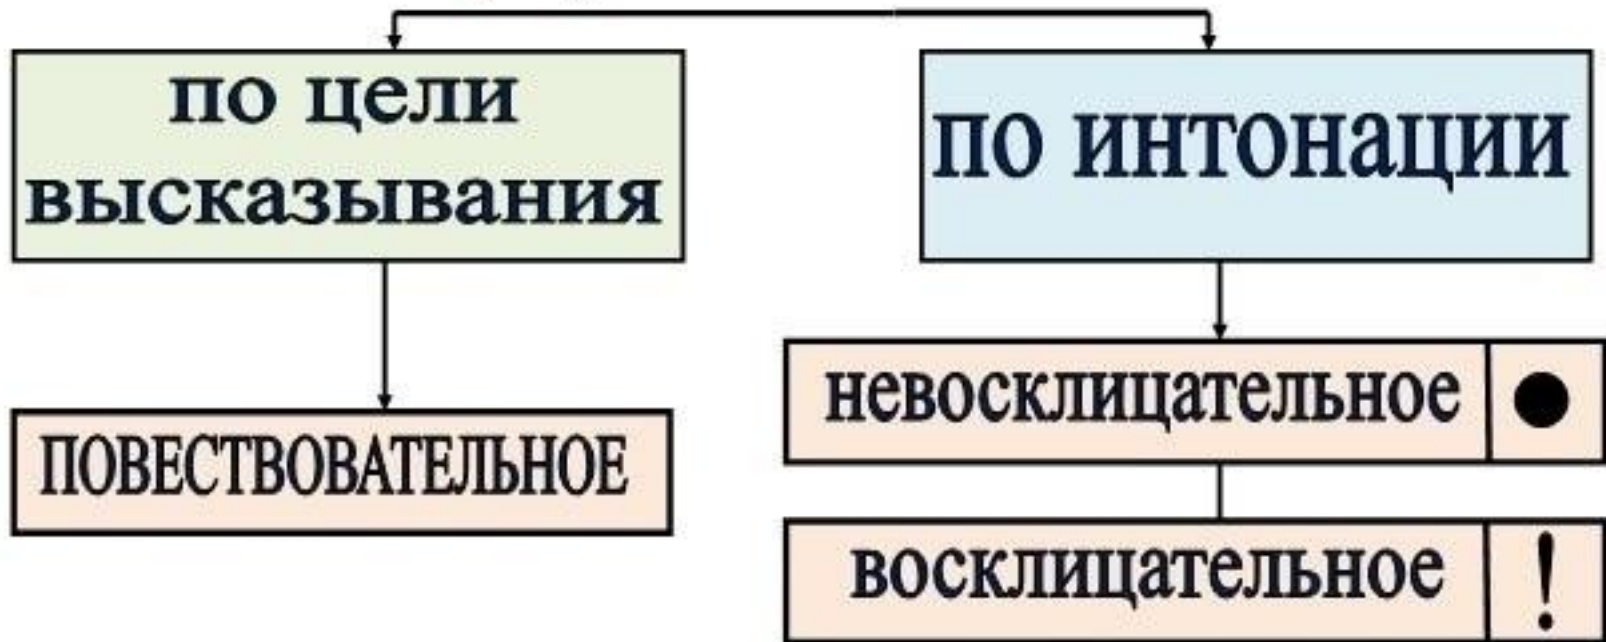 по цели
высказывания
по интонации
ПОВЕСТВОВАТЕЛЬНОЕ
невосклицательное ●
восклицательное !